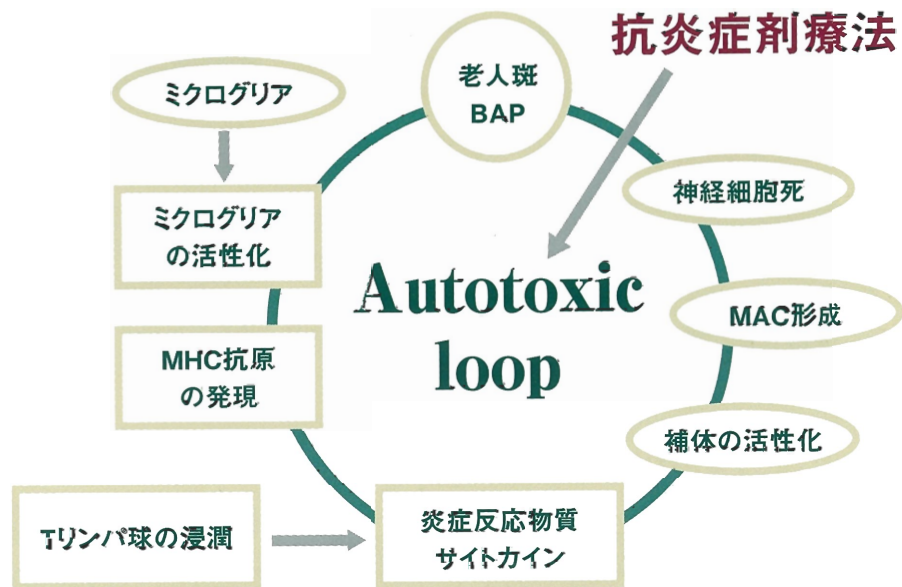 抗炎症剤療法
老人斑
BAP
ミクログリア
神経細胞死
ミクログリア
の活性化
Autotoxic
loop
MAC形成
MHC抗原
の発現
補体の活性化
Tリンパ球の浸潤
炎症反応物質
サイトカイン